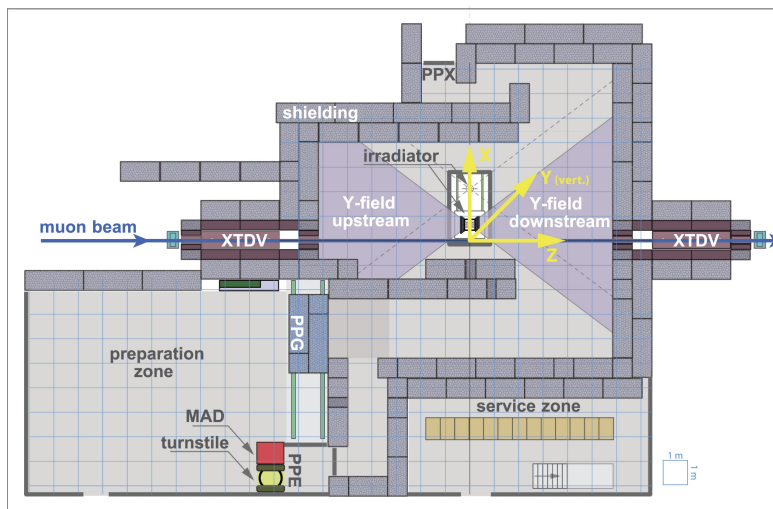 PPX
shielding
irradiator
X
Y (vert.)
Y-field
upstream
Y-field
downstream
muon beam
XTDV
Z
XTDV
PPG
preparation
zone
service zone
MAD
turnstile
PPE
1 m
1 m